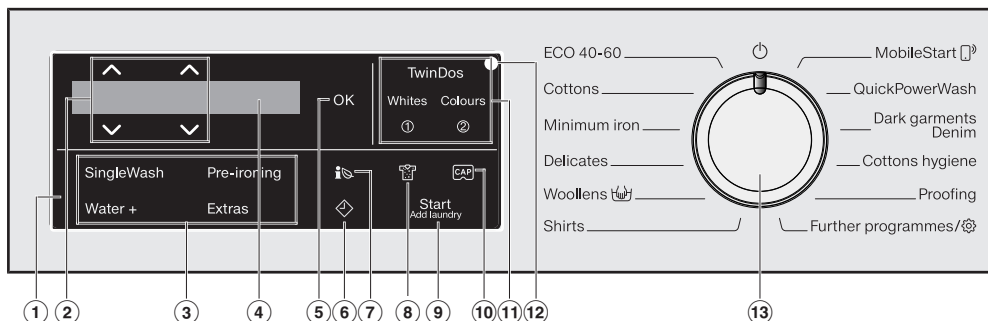 TwinDos
Whites Colours
① ②
OK
SingleWash Pre-ironing
Water + Extras
CAP
Start
Add laundry
ECO 40-60
Cottons
Minimum iron
Delicates
Woollens
Shirts
MobileStart
QuickPowerWash
Dark garments
Denim
Cottons hygiene
Proofing
Further programmes/
① ② ③ ④ ⑤ ⑥ ⑦ ⑧ ⑨ ⑩ ⑪ ⑫ ⑬